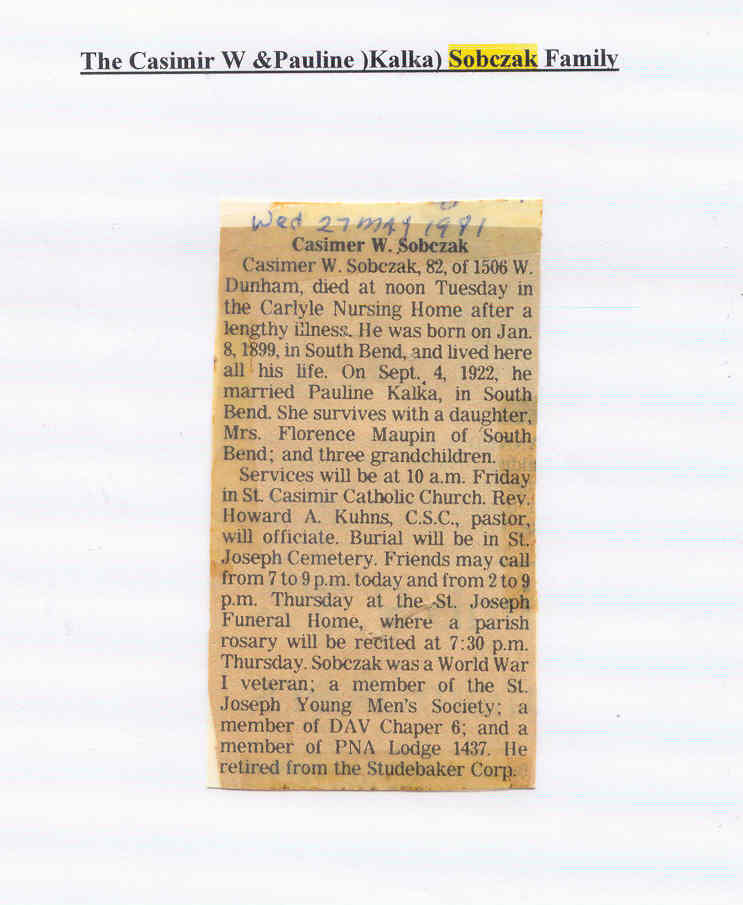 The Casimir W &Pauline )Kalka) Sobczak Family
Wed 27 May 1981
Casimer W. Sobczak
Casimer W. Sobczak, 82, of 1506 W.
Dunham, died at noon Tuesday in
the Carlyle Nursing Home after a
lengthy illness. He was born on Jan.
8, 1899, in South Bend, and lived here
all his life. On Sept. 4, 1922, he
married Pauline Kalka, in South
Bend. She survives with a daughter,
Mrs. Florence Maupin of South
Bend; and three grandchildren.
Services will be at 10 a.m. Friday
in St. Casimir Catholic Church. Rev.
Howard A. Kuhns, C.S.C., pastor,
will officiate. Burial will be in St.
Joseph Cemetery. Friends may call
from 7 to 9 p.m. today and from 2 to 9
p.m. Thursday at the St. Joseph
Funeral Home, where a parish
rosary will be recited at 7:30 p.m.
Thursday. Sobczak was a World War
I veteran; a member of the St.
Joseph Young Men's Society; a
member of DAV Chaper 6; and a
member of PNA Lodge 1437. He
retired from the Studebaker Corp.